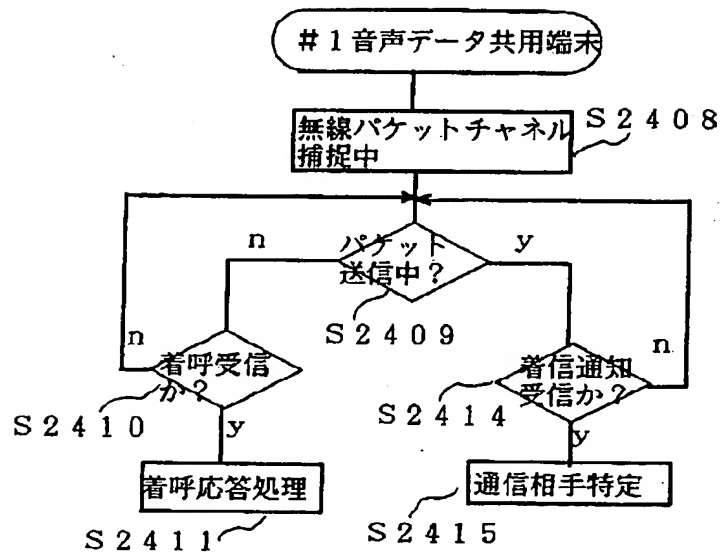 ＃１音声データ共用端末
無線パケットチャネル
捕捉中
Ｓ２４０８
パケット
送信中？
n
y
Ｓ２４０９
着呼受信
か？
n
Ｓ２４１０
y
着信通知
受信か？
n
Ｓ２４１４
y
着呼応答処理
Ｓ２４１１
通信相手特定
Ｓ２４１５